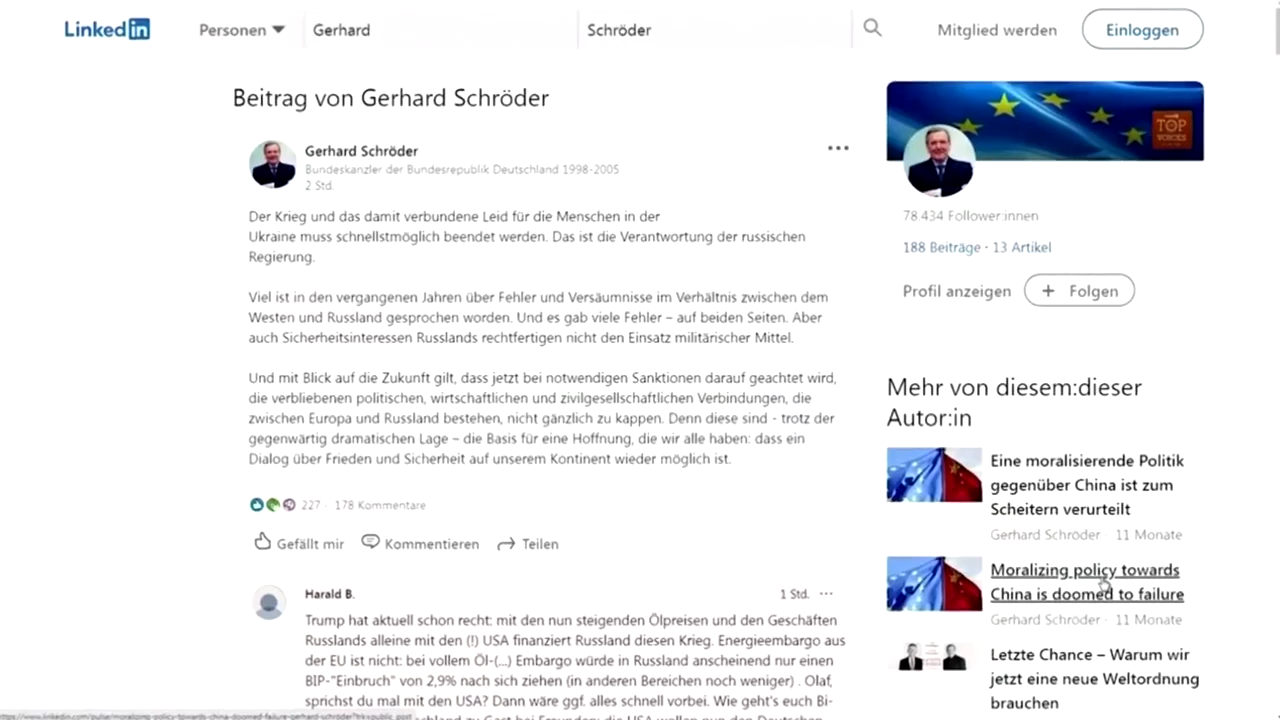 Linked in
Personen
Gerhard
Schröder
Mitglied werden
Einloggen
Beitrag von Gerhard Schröder
Gerhard Schröder
Bundeskanzler der Bundesrepublik Deutschland 1998-2005
2 Std.
Der Krieg und das damit verbundene Leid für die Menschen in der
Ukraine muss schnellstmöglich beendet werden. Das ist die Verantwortung der russischen
Regierung.
Viel ist in den vergangenen Jahren über Fehler und Versäumnisse im Verhältnis zwischen dem
Westen und Russland gesprochen worden. Und es gab viele Fehler – auf beiden Seiten. Aber
auch Sicherheitsinteressen Russlands rechtfertigen nicht den Einsatz militärischer Mittel.
Und mit Blick auf die Zukunft gilt, dass jetzt bei notwendigen Sanktionen darauf geachtet wird,
die verbliebenen politischen, wirtschaftlichen und zivilgesellschaftlichen Verbindungen, die
zwischen Europa und Russland bestehen, nicht gänzlich zu kappen. Denn diese sind - trotz der
gegenwärtig dramatischen Lage – die Basis für eine Hoffnung, die wir alle haben: dass ein
Dialog über Frieden und Sicherheit auf unserem Kontinent wieder möglich ist.
227 · 178 Kommentare
Gefällt mir
Kommentieren
Teilen
Harald B.
1 Std.
Trump hat aktuell schon recht: mit den nun steigenden Ölpreisen und den Geschäften
Russlands alleine mit den (!) USA finanziert Russland diesen Krieg. Energieembargo aus
der EU ist nicht: bei vollem Öl-(...) Embargo würde in Russland anscheinend nur einen
BIP-"Einbruch" von 2,9% nach sich ziehen (in anderen Bereichen noch weniger) . Olaf,
sprichst du mal mit den USA? Dann wäre ggf. alles schnell vorbei. Wie geht's euch Bi-
TOP
VOICES
78.434 Follower:innen
188 Beiträge · 13 Artikel
Profil anzeigen
+ Folgen
Mehr von diesem:dieser
Autor:in
Eine moralisierende Politik
gegenüber China ist zum
Scheitern verurteilt
Gerhard Schröder · 11 Monate
Moralizing policy towards
China is doomed to failure
Gerhard Schröder · 11 Monate
Letzte Chance – Warum wir
jetzt eine neue Weltordnung
brauchen